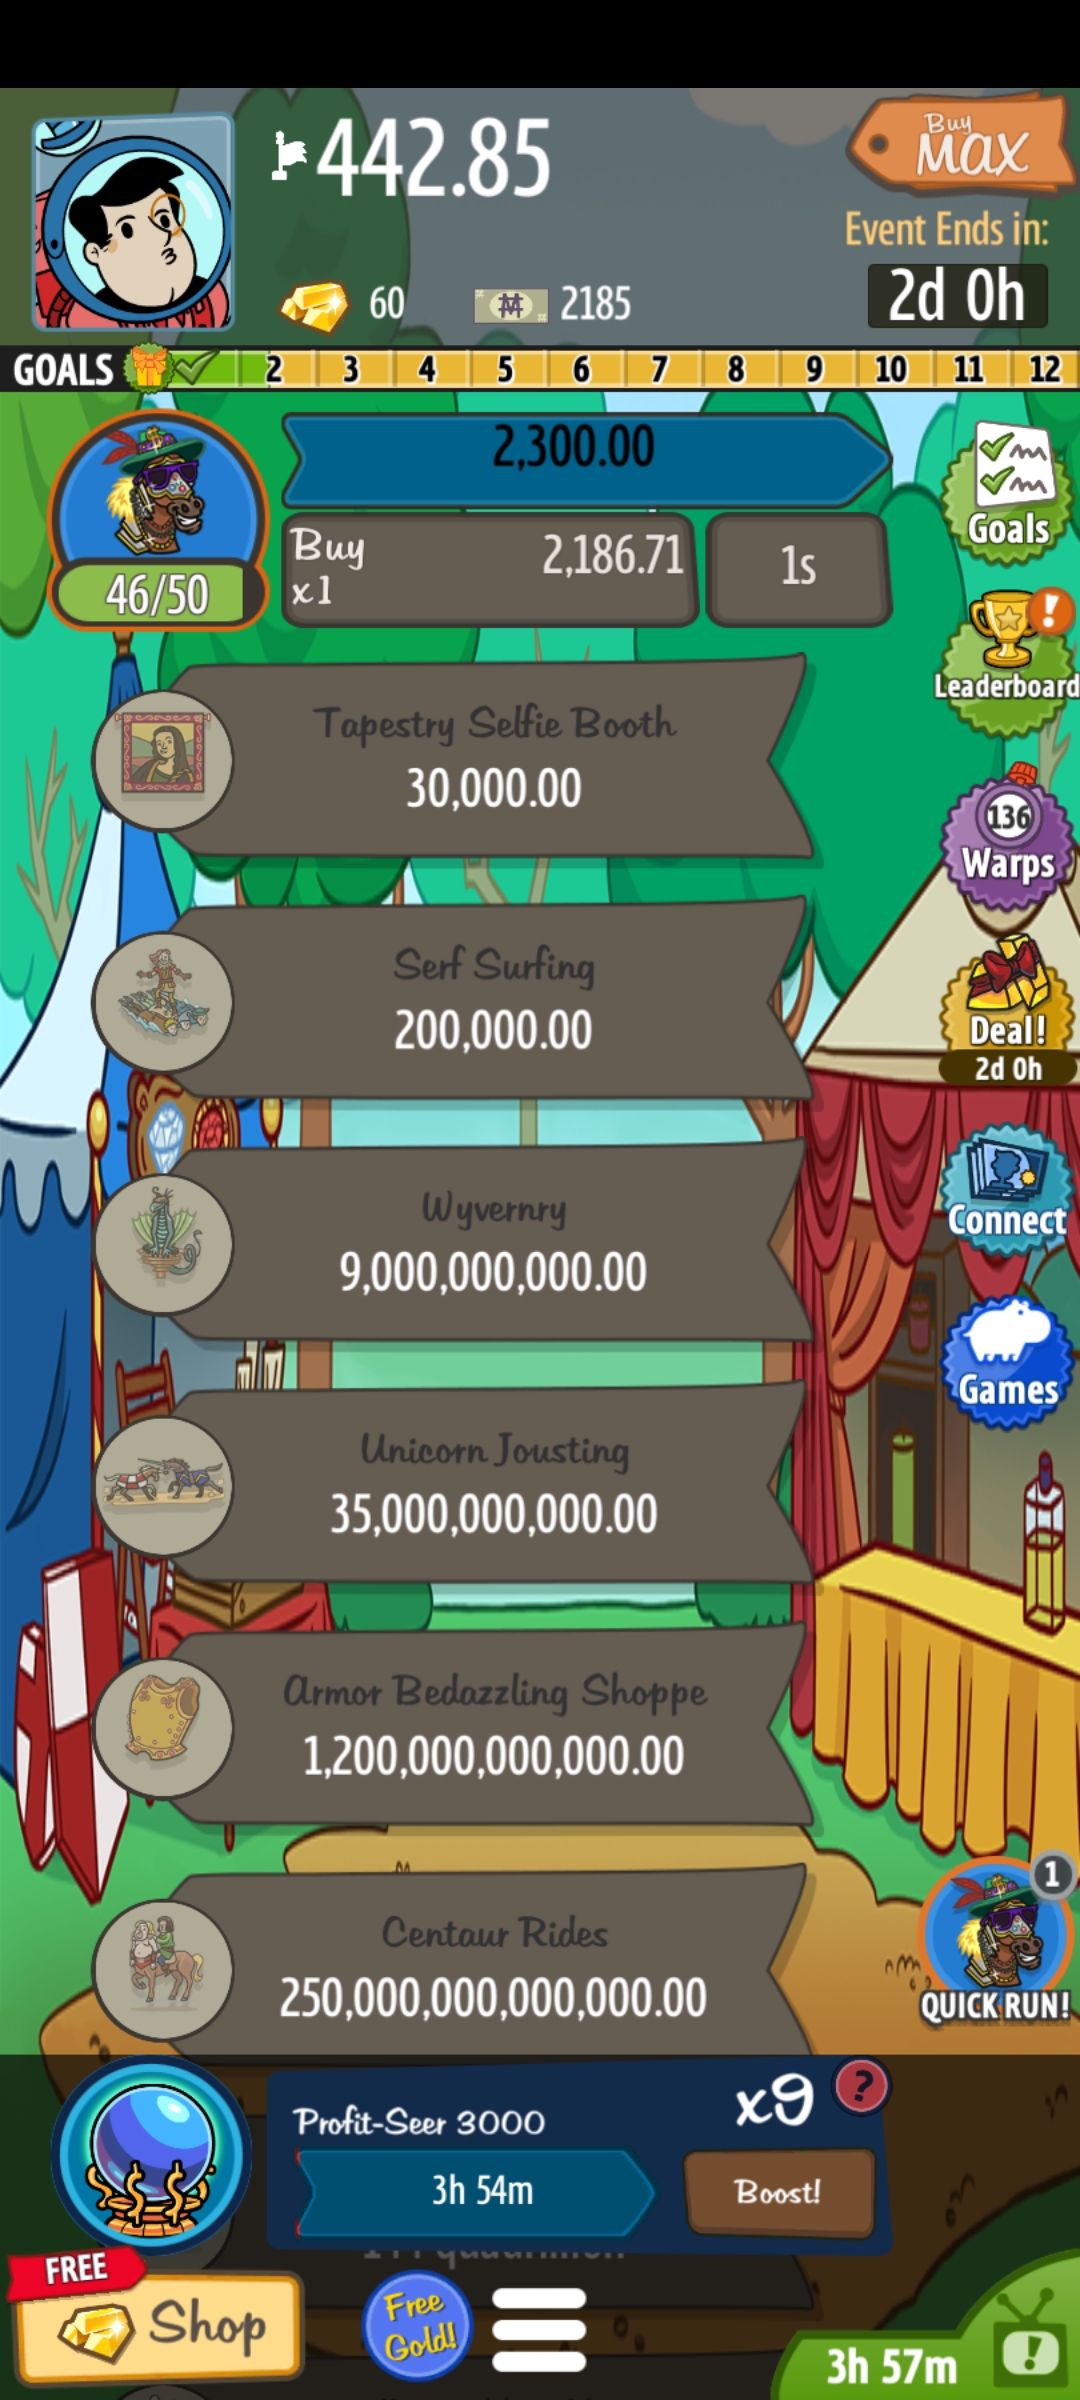 442.85
Buy
MAX
Event Ends in:
60
2185
2d 0h
GOALS 2 3 4 5 6 7 8 9 10 11 12
2,300.00
Buy
x1
2,186.71
1s
46/50
Goals
!
Leaderboard
Tapestry Selfie Booth
30,000.00
136
Warps
Serf Surfing
200,000.00
Deal!
2d 0h
Wyvernry
9,000,000,000.00
Connect
Games
Unicorn Jousting
35,000,000,000.00
Armor Bedazzling Shoppe
1,200,000,000,000.00
Centaur Rides
250,000,000,000,000.00
1
QUICK RUN!
Profit-Seer 3000
x9
?
3h 54m
Boost!
FREE
Shop
Free
Gold!
3h 57m
!